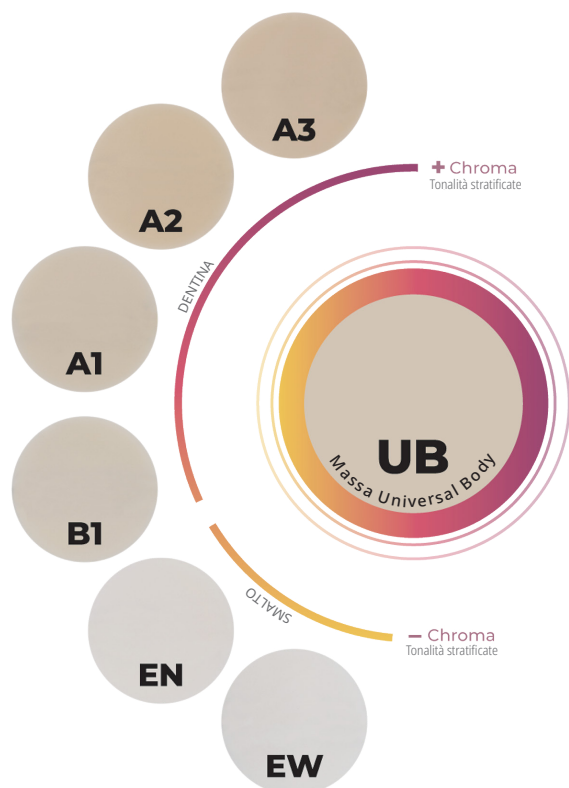 A3
+ Chroma
Tonalità stratificate
A2
DENTINA
A1
UB
Massa Universal Body
B1
SMALTO
− Chroma
Tonalità stratificate
EN
EW